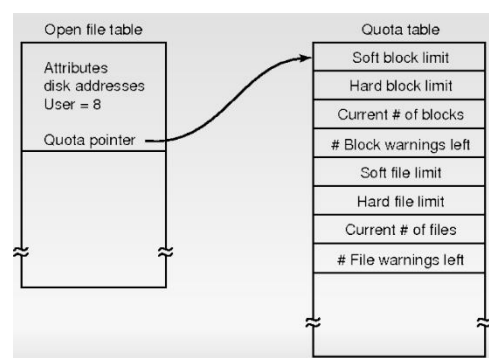 Open file table
Attributes
disk addresses
User = 8
Quota pointer
Quota table
Soft block limit
Hard block limit
Current # of blocks
# Block warnings left
Soft file limit
Hard file limit
Current # of files
# File warnings left